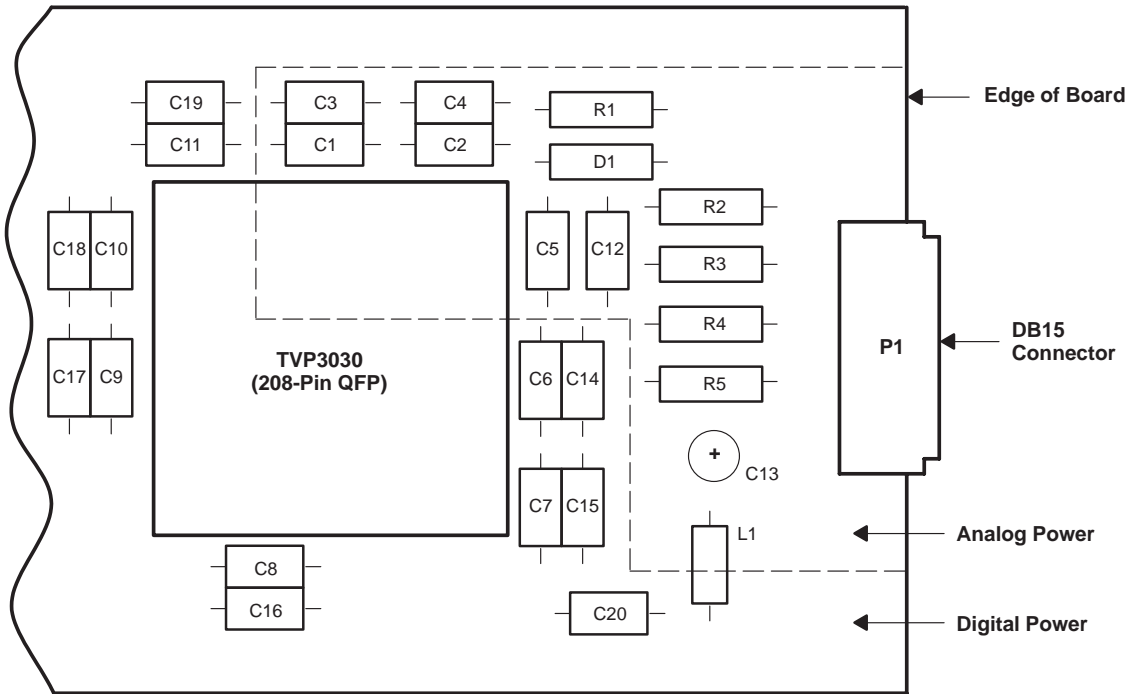 C19
C3
C4
R1
Edge of Board
C11
C1
C2
D1
R2
C18
C10
C5
C12
R3
R4
P1
DB15
Connector
TVP3030
(208-Pin QFP)
C17
C9
C6
C14
R5
+
C13
C7
C15
L1
Analog Power
C8
C16
C20
Digital Power